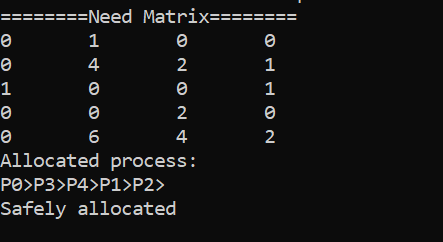 ========Need Matrix========
0 1 0 0
0 4 2 1
1 0 0 1
0 0 2 0
0 6 4 2
Allocated process:
P0>P3>P4>P1>P2>
Safely allocated